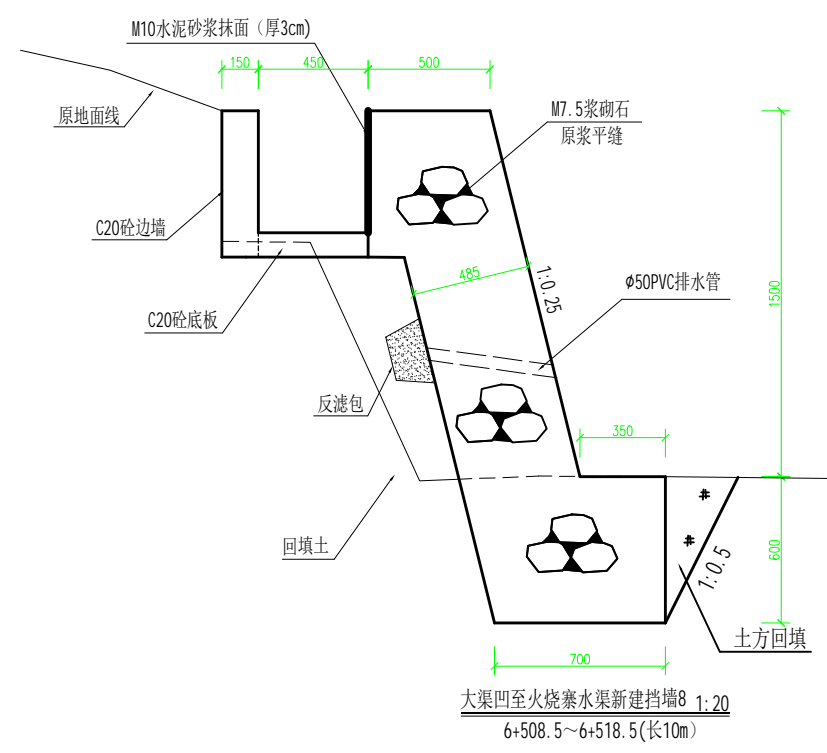 M10水泥砂浆抹面（厚3cm)
150
450
500
原地面线
M7.5浆砌石
原浆平缝
C20砼边墙
485
1:0.25
φ50PVC排水管
1500
C20砼底板
反滤包
350
回填土
600
1:0.5
土方回填
700
大渠凹至火烧寨水渠新建挡墙8 1:20
6+508.5～6+518.5(长10m）